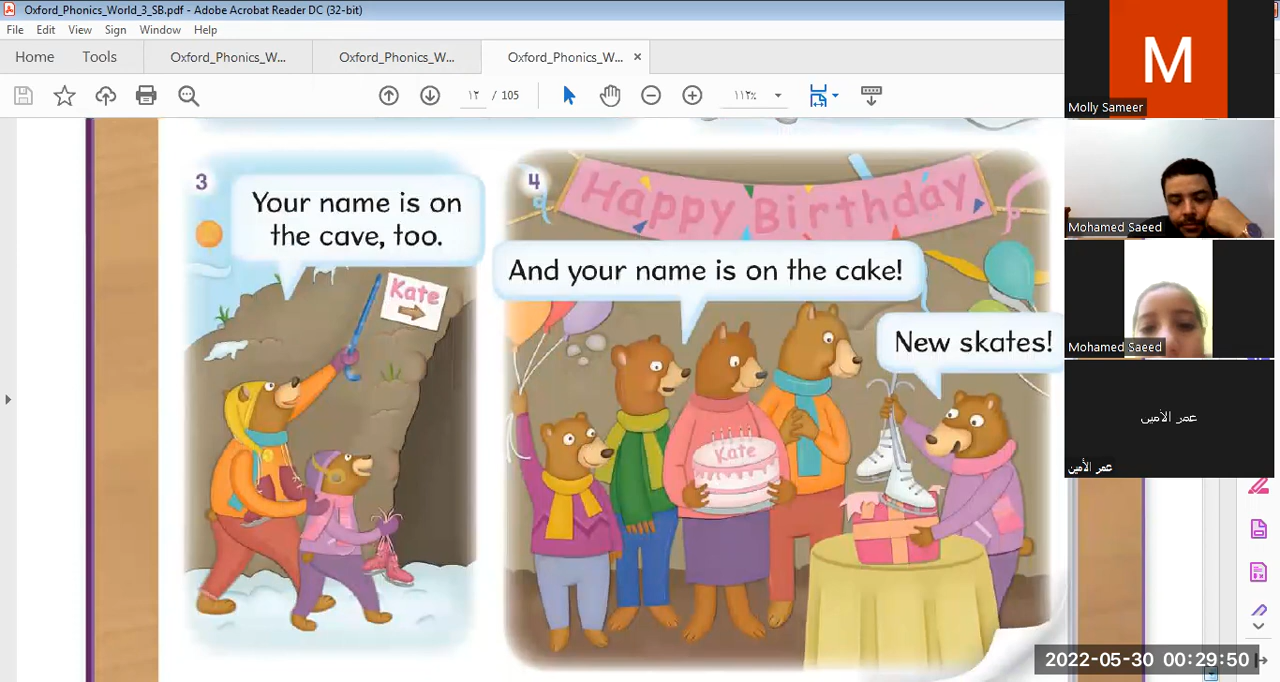 Oxford_Phonics_World_3_SB.pdf - Adobe Acrobat Reader DC (32-bit)
File Edit View Sign Window Help
Home Tools Oxford_Phonics_W... Oxford_Phonics_W... Oxford_Phonics_W... ×
١٢ / 105 ١١٢٪
3
Your name is on
the cave, too.
Kate
4
Happy Birthday
And your name is on the cake!
New skates!
Kate
M
Molly Sameer
Mohamed Saeed
Mohamed Saeed
عمر الأمين
عمر الأمين
2022-05-30 00:29:50